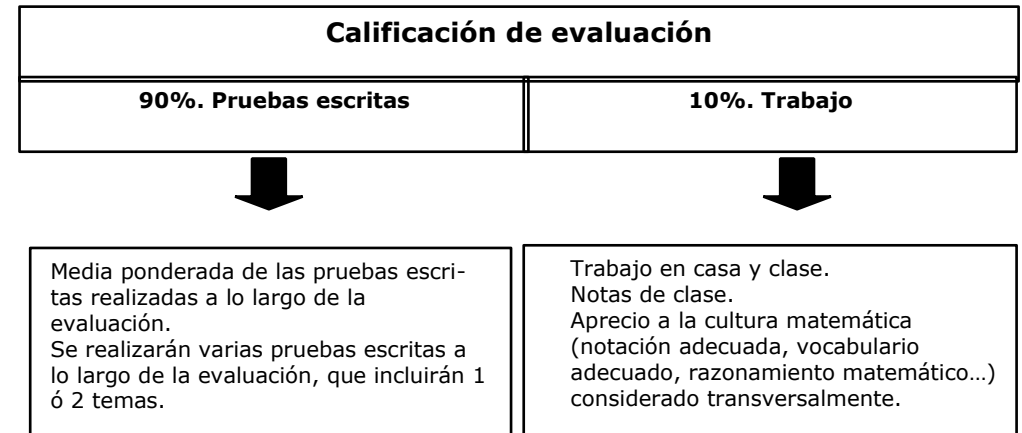 Calificación de evaluación
90%. Pruebas escritas
10%. Trabajo
Media ponderada de las pruebas escri-
tas realizadas a lo largo de la
evaluación.
Se realizarán varias pruebas escritas a
lo largo de la evaluación, que incluirán 1
ó 2 temas.
Trabajo en casa y clase.
Notas de clase.
Aprecio a la cultura matemática
(notación adecuada, vocabulario
adecuado, razonamiento matemático…)
considerado transversalmente.